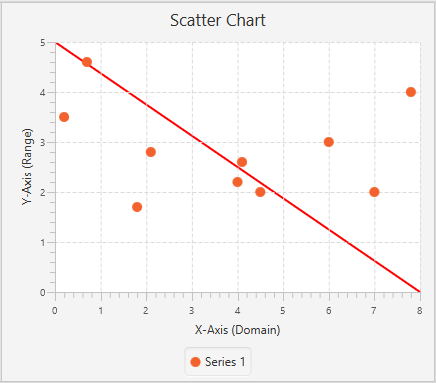 Scatter Chart
5
4
3
2
1
0
Y-Axis (Range)
0 1 2 3 4 5 6 7 8
X-Axis (Domain)
Series 1